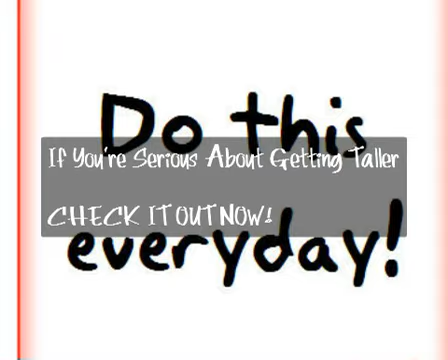 Do this
If You're Serious About Getting Taller
CHECK IT OUT NOW!
everyday!